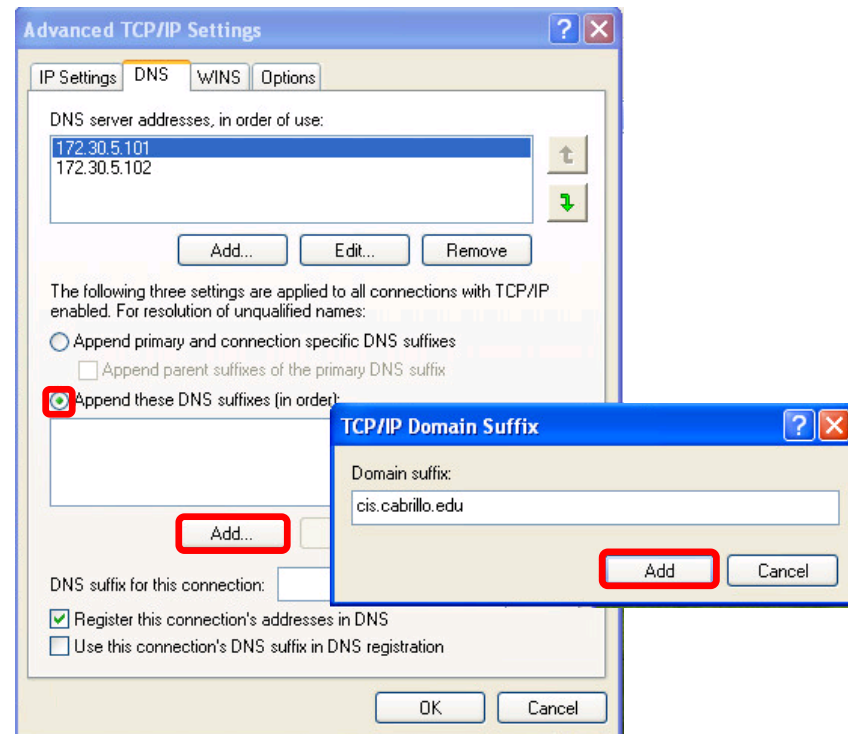 Advanced TCP/IP Settings
IP Settings DNS WINS Options
DNS server addresses, in order of use:
172.30.5.101
172.30.5.102
Add... Edit... Remove
The following three settings are applied to all connections with TCP/IP
enabled. For resolution of unqualified names:
Append primary and connection specific DNS suffixes
Append parent suffixes of the primary DNS suffix
Append these DNS suffixes (in order):
Add...
DNS suffix for this connection:
Register this connection's addresses in DNS
Use this connection's DNS suffix in DNS registration
OK Cancel
TCP/IP Domain Suffix
Domain suffix:
cis.cabrillo.edu
Add Cancel